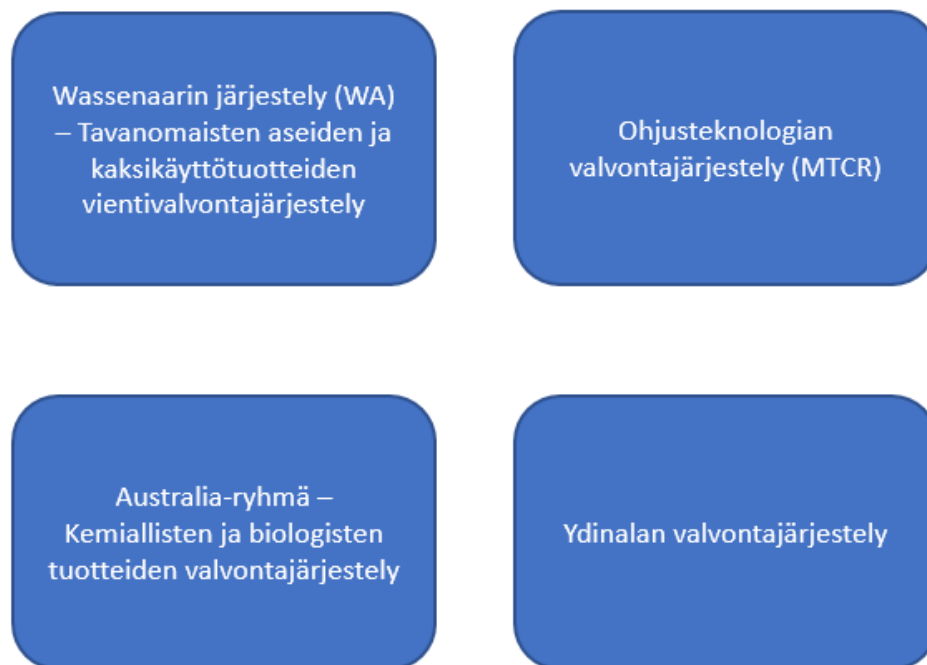 Wassenaarin järjestely (WA)
– Tavanomaisten aseiden ja
kaksikäyttötuotteiden
vientivalvontajärjestely
Ohjusteknologian
valvontajärjestely (MTCR)
Australia-ryhmä –
Kemiallisten ja biologisten
tuotteiden valvontajärjestely
Ydinalan valvontajärjestely